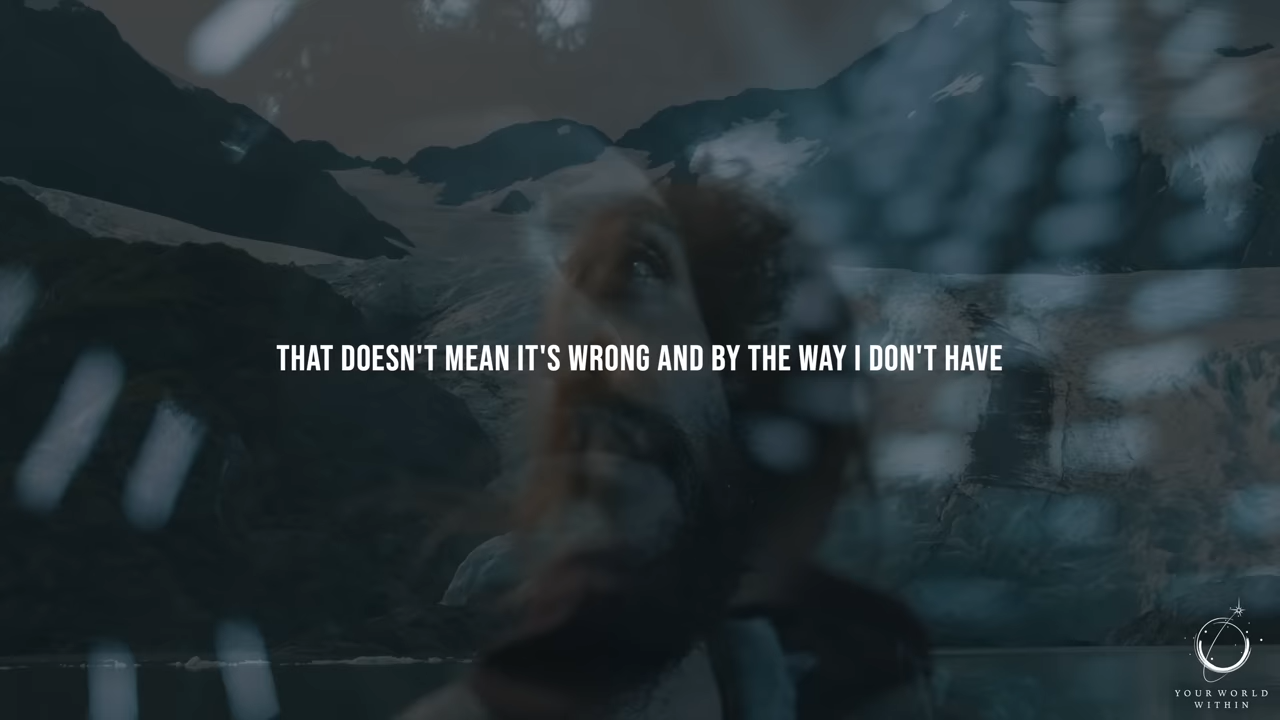 THAT DOESN'T MEAN IT'S WRONG AND BY THE WAY I DON'T HAVE
YOUR WORLD
WITHIN